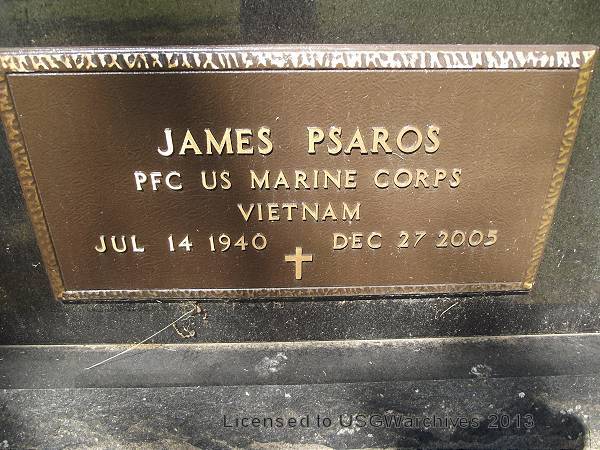 JAMES PSAROS
PFC US MARINE CORPS
VIETNAM
JUL 14 1940 DEC 27 2005
Licensed to USGWarchives 2013